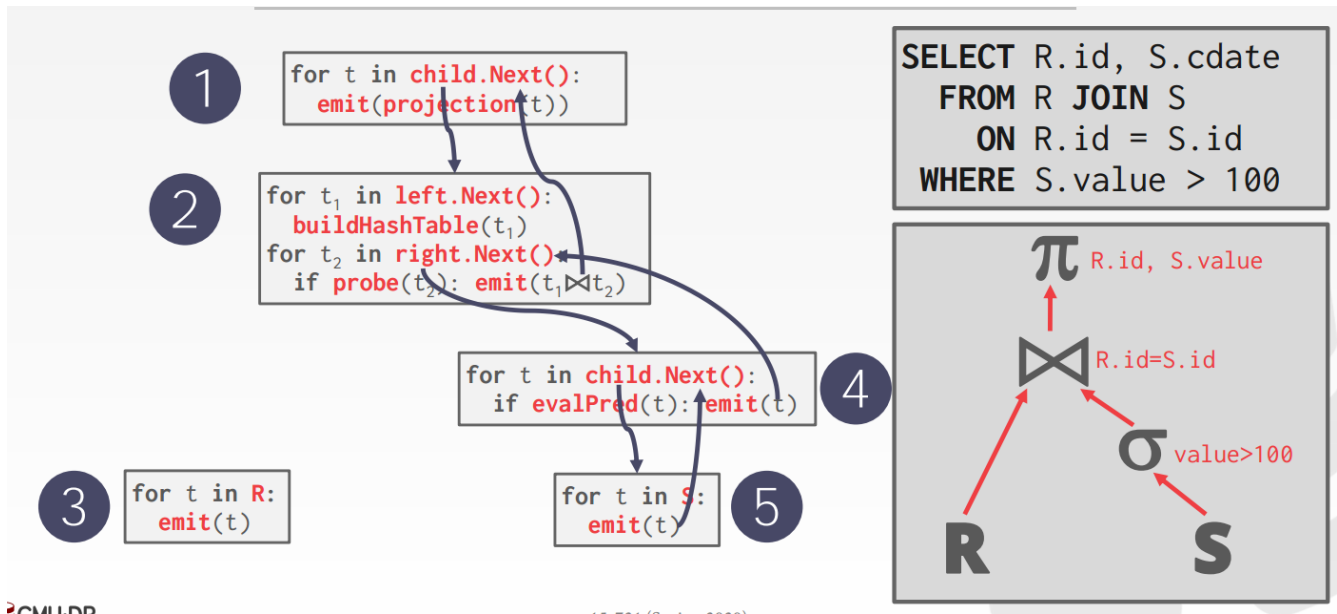 1
for t in child.Next():
emit(projection(t))
2
for t₁ in left.Next():
buildHashTable(t₁)
for t₂ in right.Next()
if probe(t₂): emit(t₁⨝t₂)
for t in child.Next():
if evalPred(t): emit(t)
4
3
for t in R:
emit(t)
for t in S:
emit(t)
5
SELECT R.id, S.cdate
FROM R JOIN S
ON R.id = S.id
WHERE S.value > 100
π R.id, S.value
⨝ R.id=S.id
σ value>100
R
S